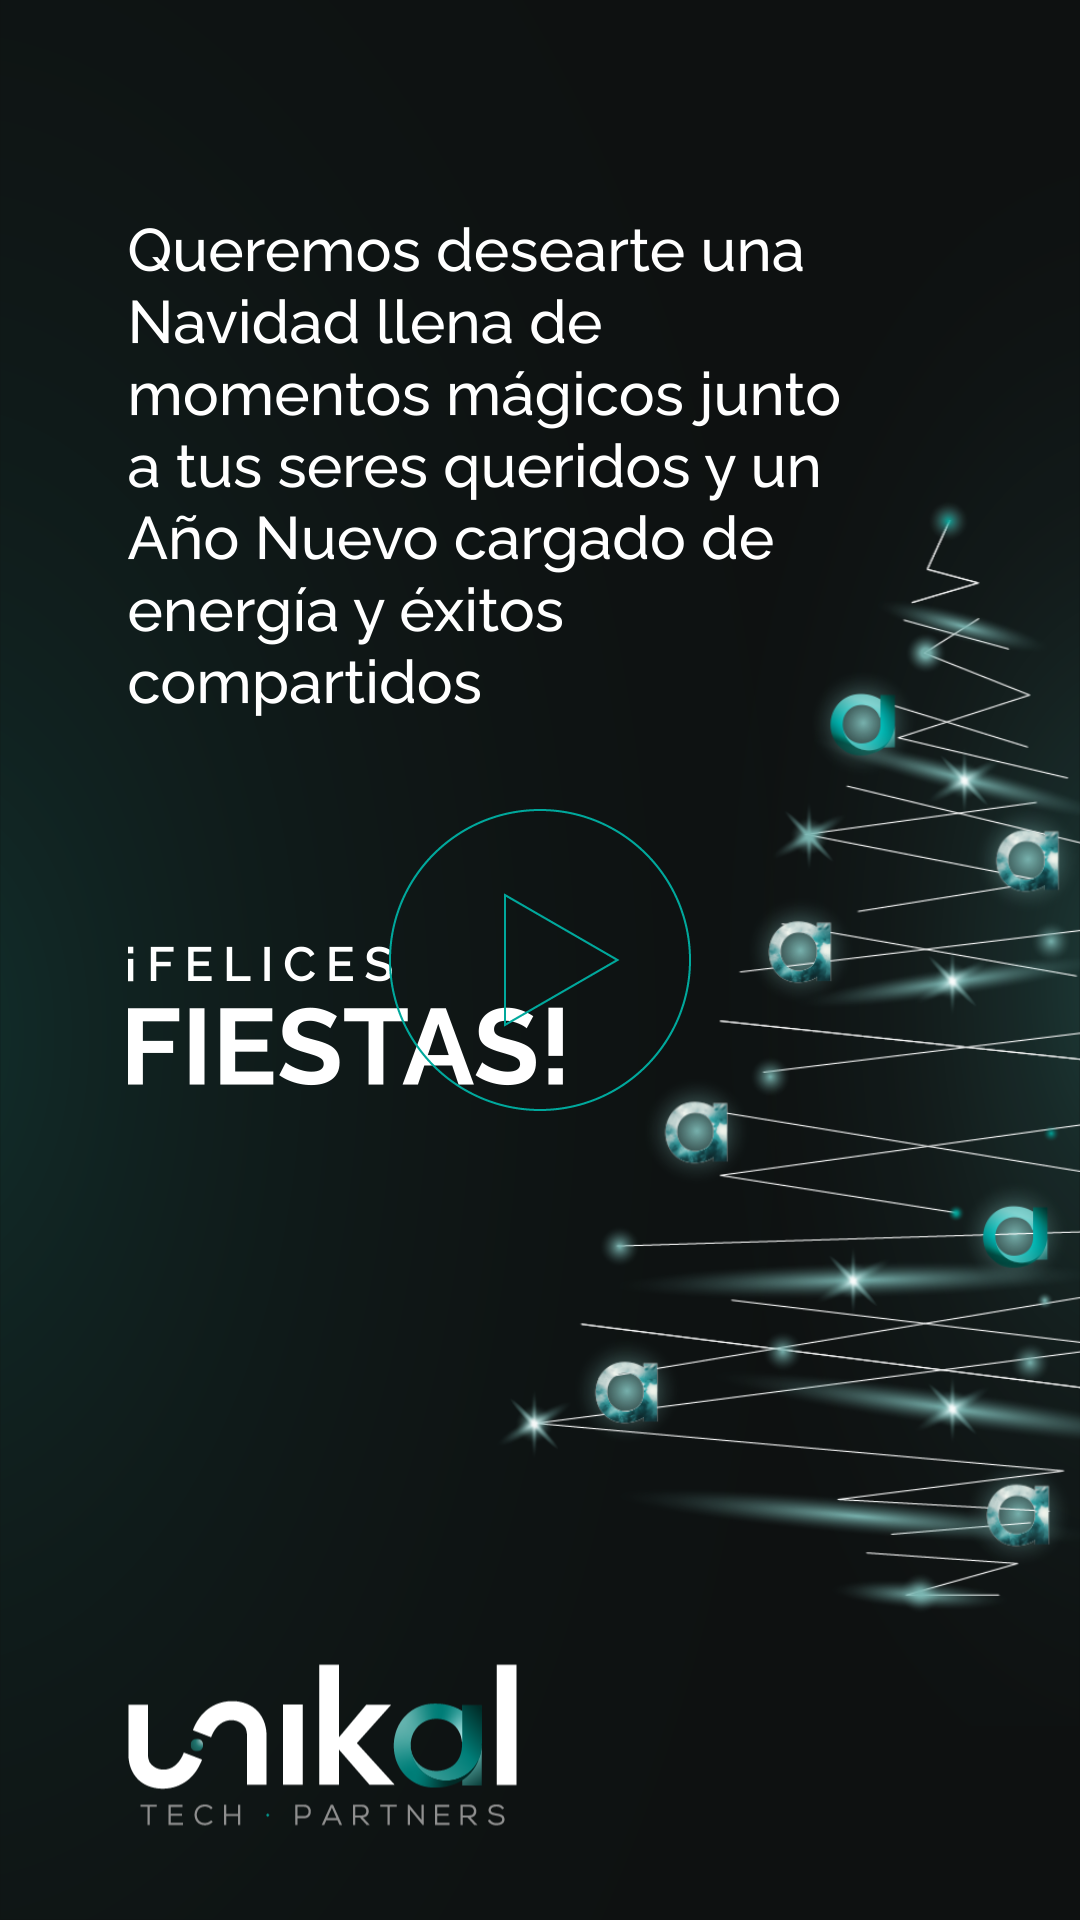 Queremos desearte una
Navidad llena de
momentos mágicos junto
a tus seres queridos y un
Año Nuevo cargado de
energía y éxitos
compartidos
¡FELICES
FIESTAS!
a
a
a
a
a
a
a
unikal
TECH · PARTNERS